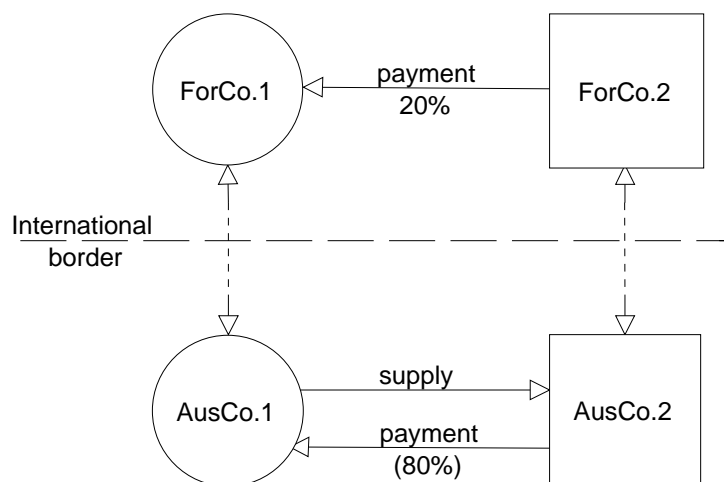 payment
ForCo.1
ForCo.2
20%
International
border
supply
AusCo.1
AusCo.2
payment
(80%)